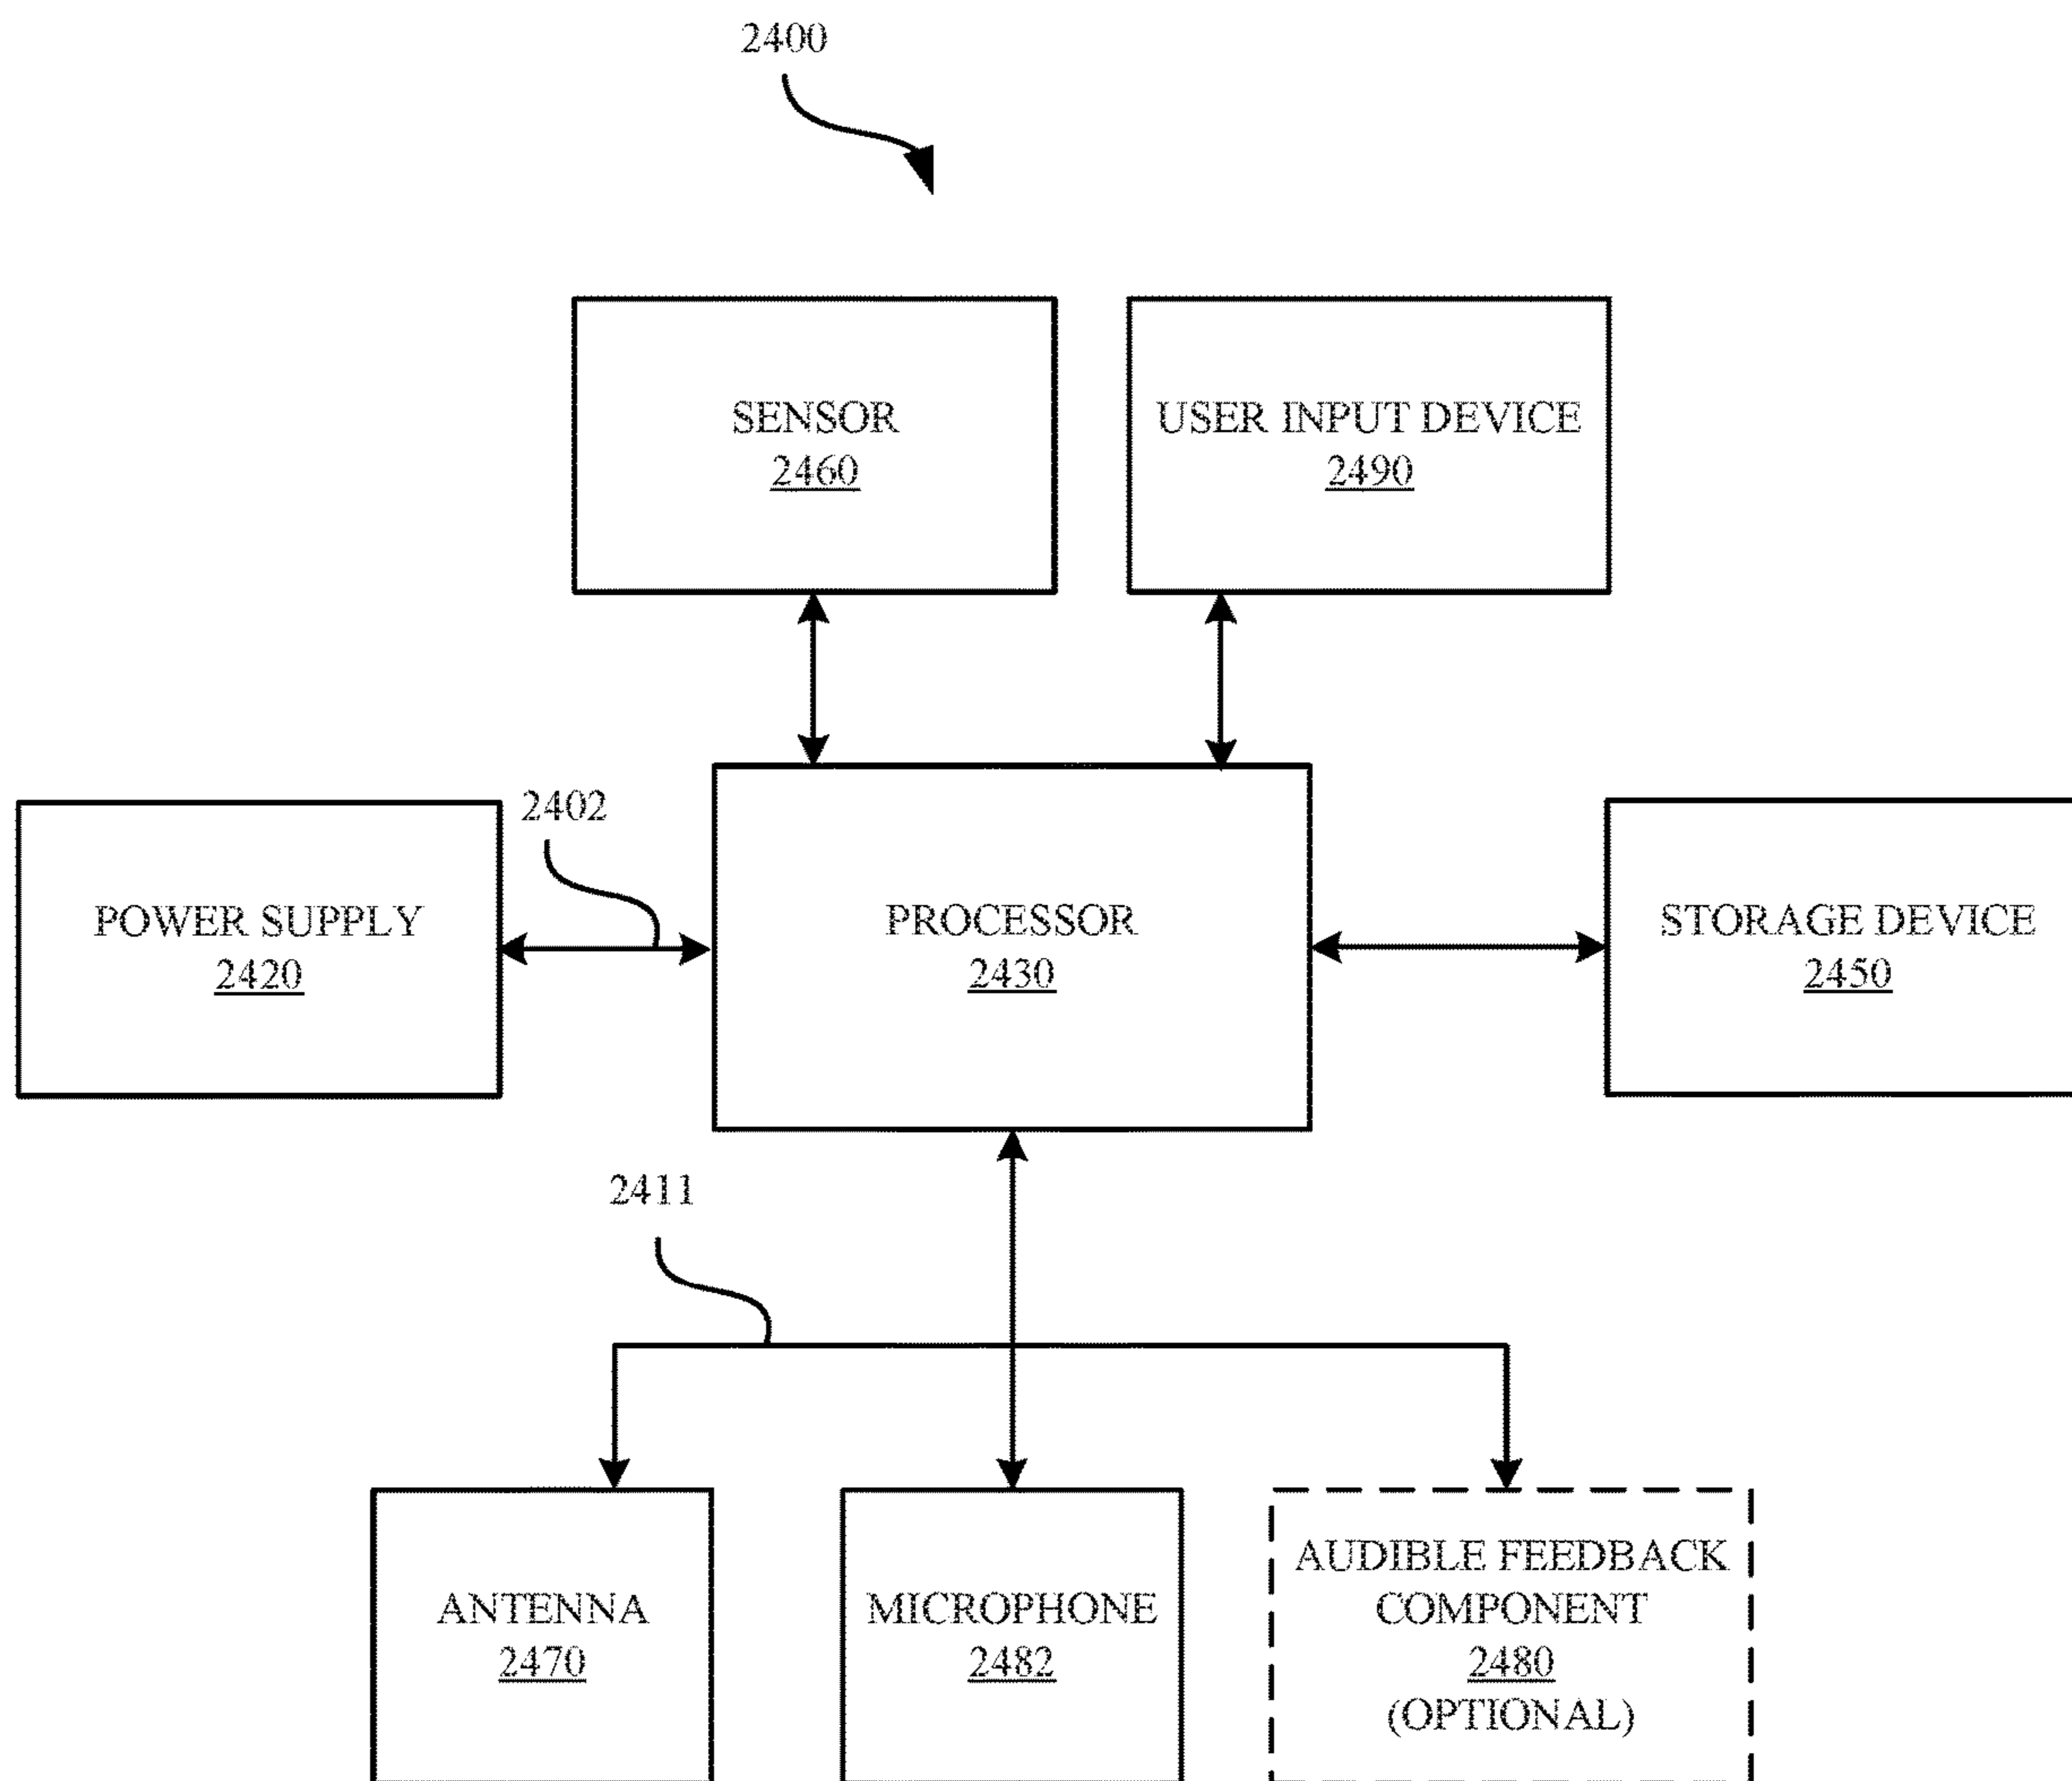 2400
SENSOR
2460
USER INPUT DEVICE
2490
2402
POWER SUPPLY
2420
PROCESSOR
2430
STORAGE DEVICE
2450
2411
ANTENNA
2470
MICROPHONE
2482
AUDIBLE FEEDBACK
COMPONENT
2480
(OPTIONAL)